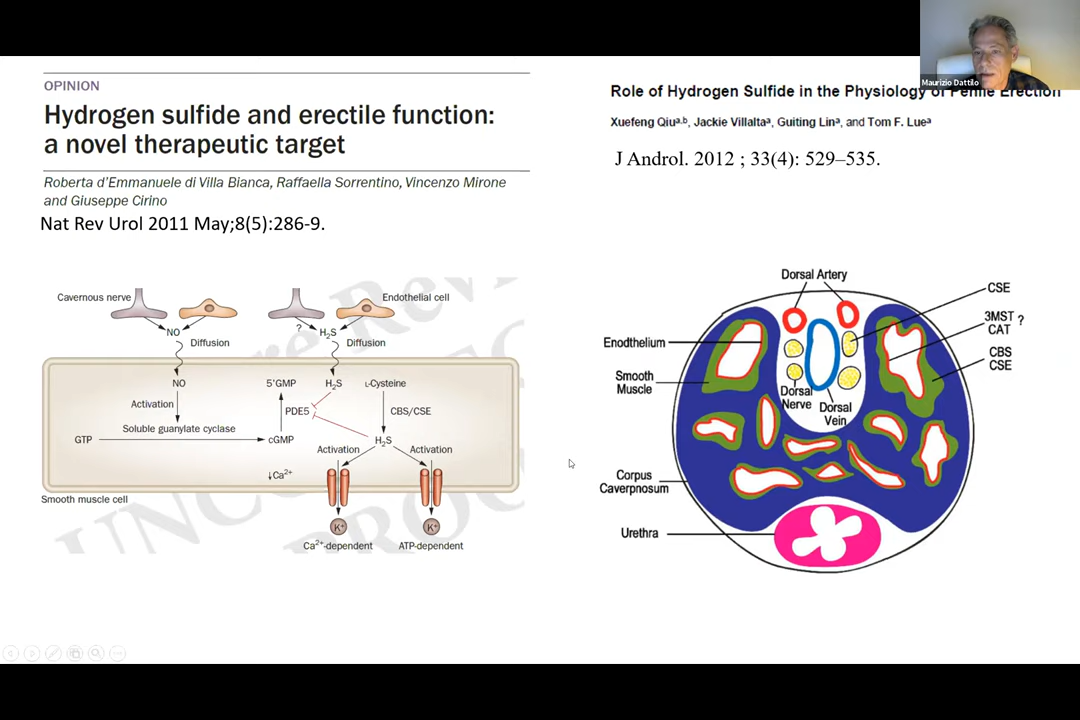 OPINION
Hydrogen sulfide and erectile function:
a novel therapeutic target
Roberta d’Emmanuele di Villa Bianca, Raffaella Sorrentino, Vincenzo Mirone
and Giuseppe Cirino
Nat Rev Urol 2011 May;8(5):286-9.
Cavernous nerve
Endothelial cell
NO
?
H₂S
Diffusion
Diffusion
NO
5’GMP
H₂S
L-Cysteine
Activation
PDE5
CBS/CSE
Soluble guanylate cyclase
GTP
cGMP
H₂S
Activation
Activation
↓Ca²⁺
Smooth muscle cell
K⁺
K⁺
Ca²⁺-dependent
ATP-dependent
Maurizio Dattilo
Role of Hydrogen Sulfide in the Physiology of Penile Erection
Xuefeng Qiuᵃ,ᵇ, Jackie Villaltaᵃ, Guiting Linᵃ, and Tom F. Lueᵃ
J Androl. 2012 ; 33(4): 529–535.
Dorsal Artery
CSE
3MST ?
CAT
Enodthelium
CBS
CSE
Smooth
Muscle
Dorsal
Nerve
Dorsal
Vein
Corpus
Caverpnosum
Urethra